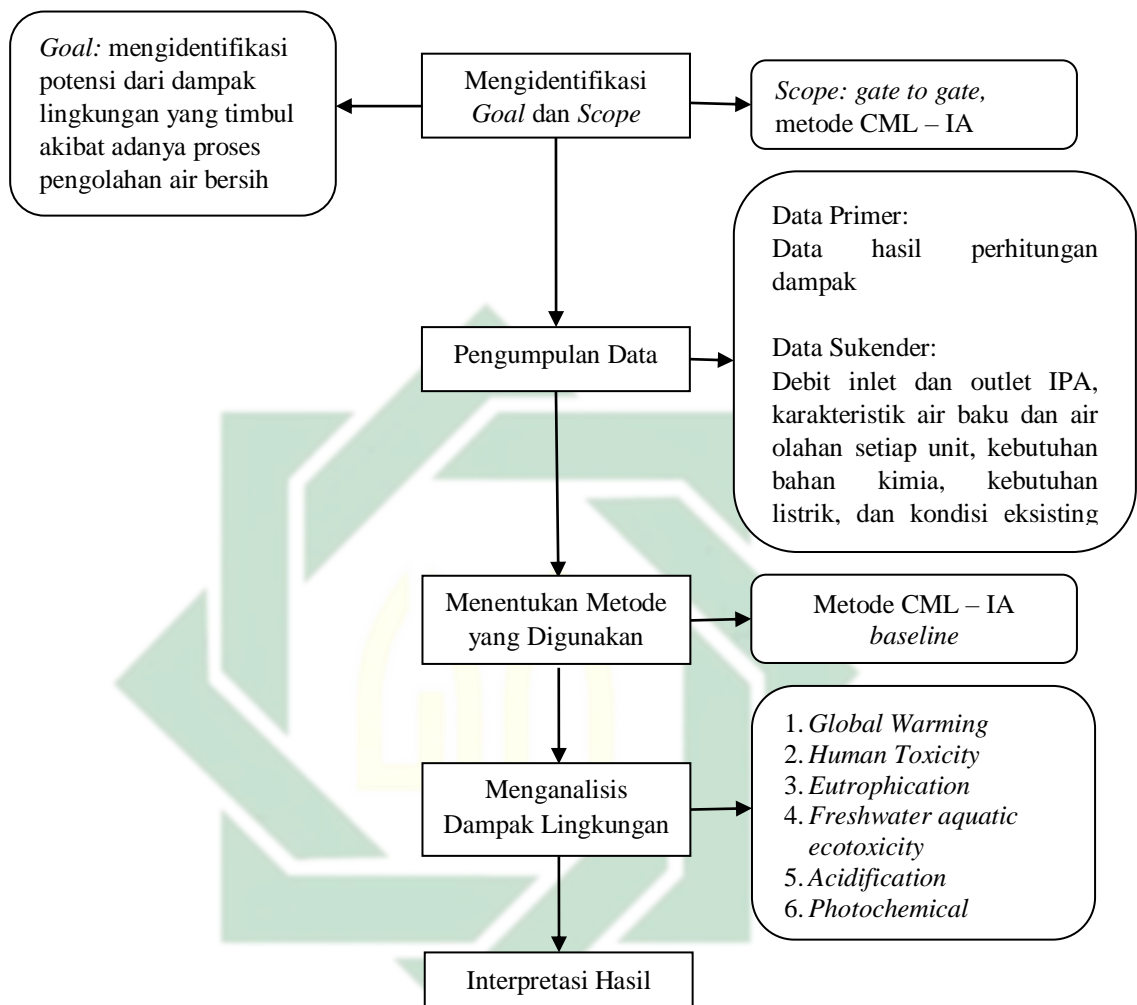 Goal: mengidentifikasi
potensi dari dampak
lingkungan yang timbul
akibat adanya proses
pengolahan air bersih
Mengidentifikasi
Goal dan Scope
Scope: gate to gate,
metode CML – IA
Data Primer:
Data hasil perhitungan
dampak
Data Sukender:
Debit inlet dan outlet IPA,
karakteristik air baku dan air
olahan setiap unit, kebutuhan
bahan kimia, kebutuhan
listrik, dan kondisi eksisting
Pengumpulan Data
Menentukan Metode
yang Digunakan
Metode CML – IA
baseline
Menganalisis
Dampak Lingkungan
1. Global Warming
2. Human Toxicity
3. Eutrophication
4. Freshwater aquatic
ecotoxicity
5. Acidification
6. Photochemical
Interpretasi Hasil